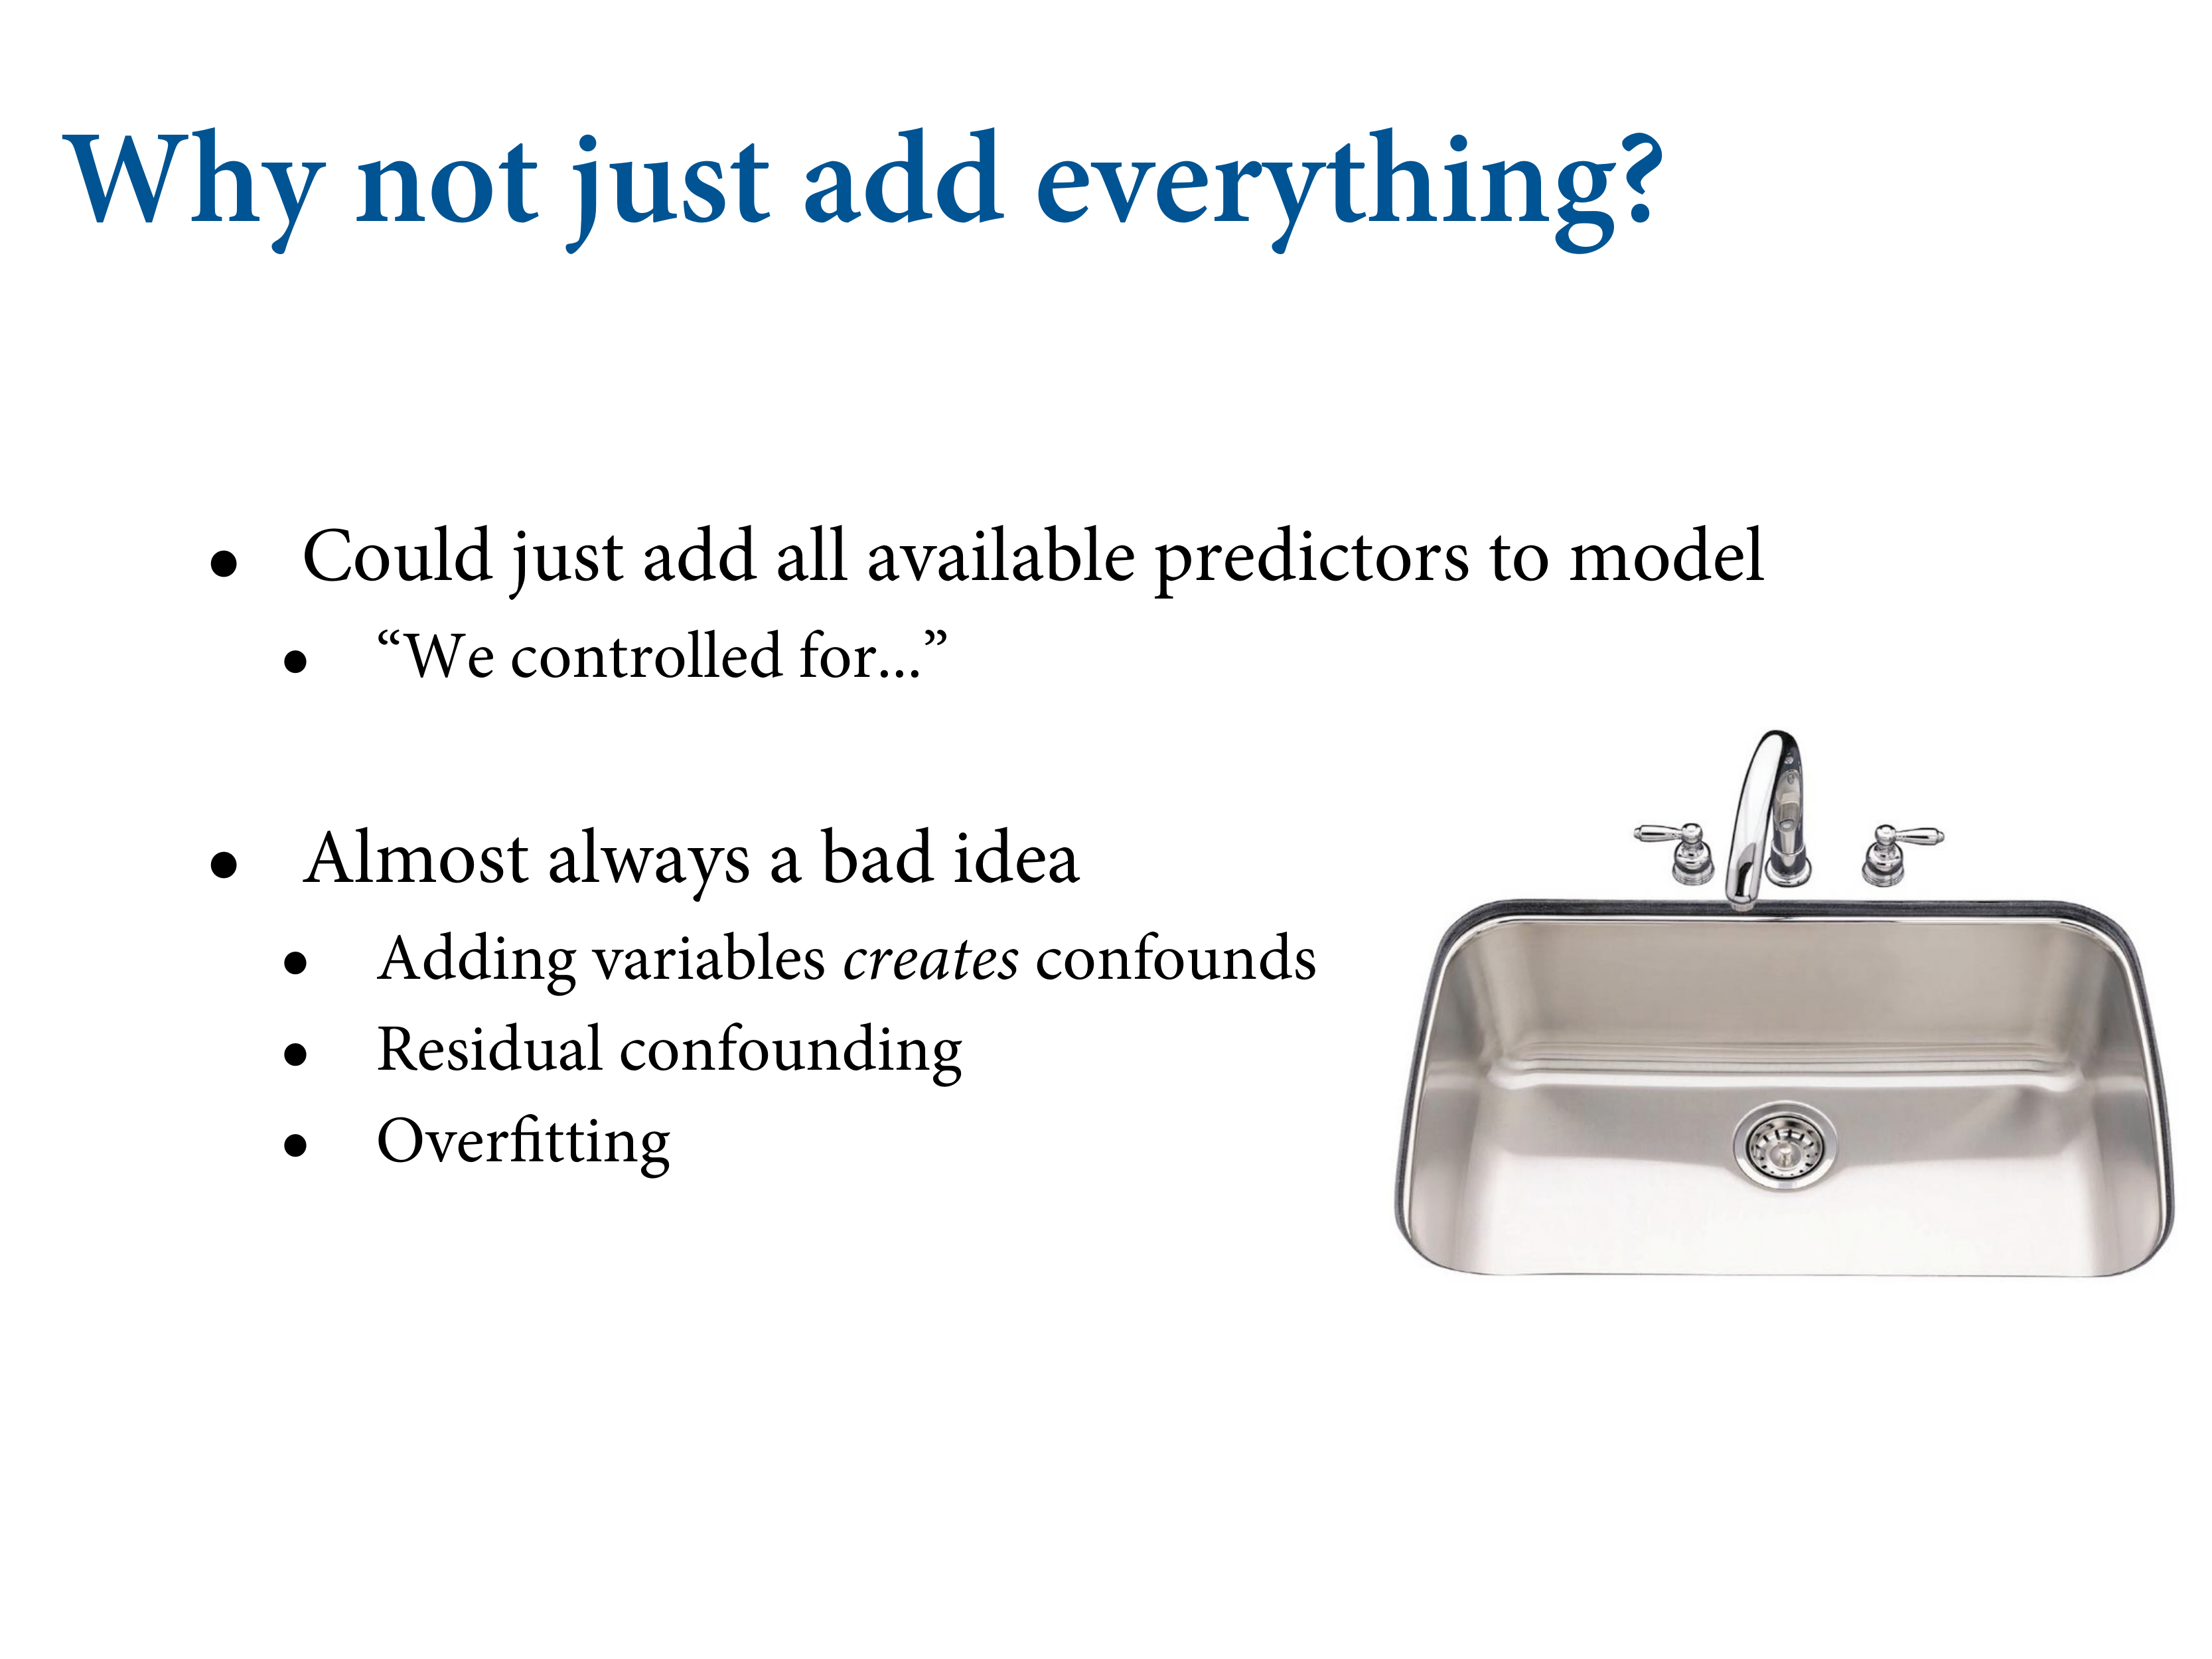 Why not just add everything?
• Could just add all available predictors to model
• “We controlled for...”
• Almost always a bad idea
• Adding variables creates confounds
• Residual confounding
• Overfitting